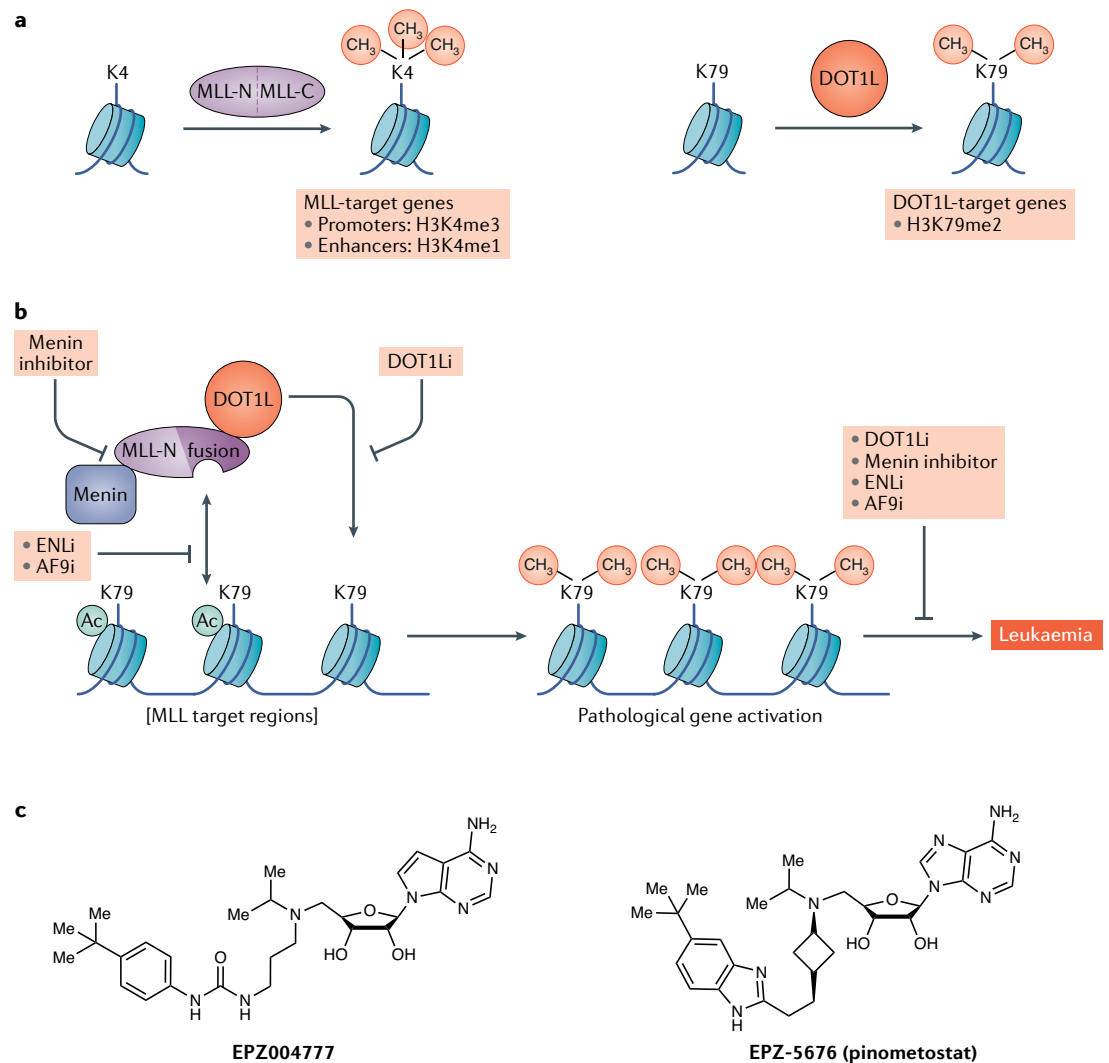 a
K4
MLL-N MLL-C
CH3 CH3 CH3
K4
MLL-target genes
• Promoters: H3K4me3
• Enhancers: H3K4me1
K79
DOT1L
CH3 CH3
K79
DOT1L-target genes
• H3K79me2
b
Menin
inhibitor
DOT1L
DOT1Li
MLL-N fusion
Menin
• ENLi
• AF9i
K79 K79 K79
Ac Ac
[MLL target regions]
CH3 CH3 CH3 CH3 CH3 CH3
K79 K79 K79
Pathological gene activation
• DOT1Li
• Menin inhibitor
• ENLi
• AF9i
Leukaemia
c
NH2
Me
Me
N
N
N
N
O
Me
Me
Me
HO OH
O
N
H
N
H
EPZ004777
NH2
N
N
N
N
Me
Me
N
O
Me
Me
Me
HO OH
N
N
H
EPZ-5676 (pinometostat)